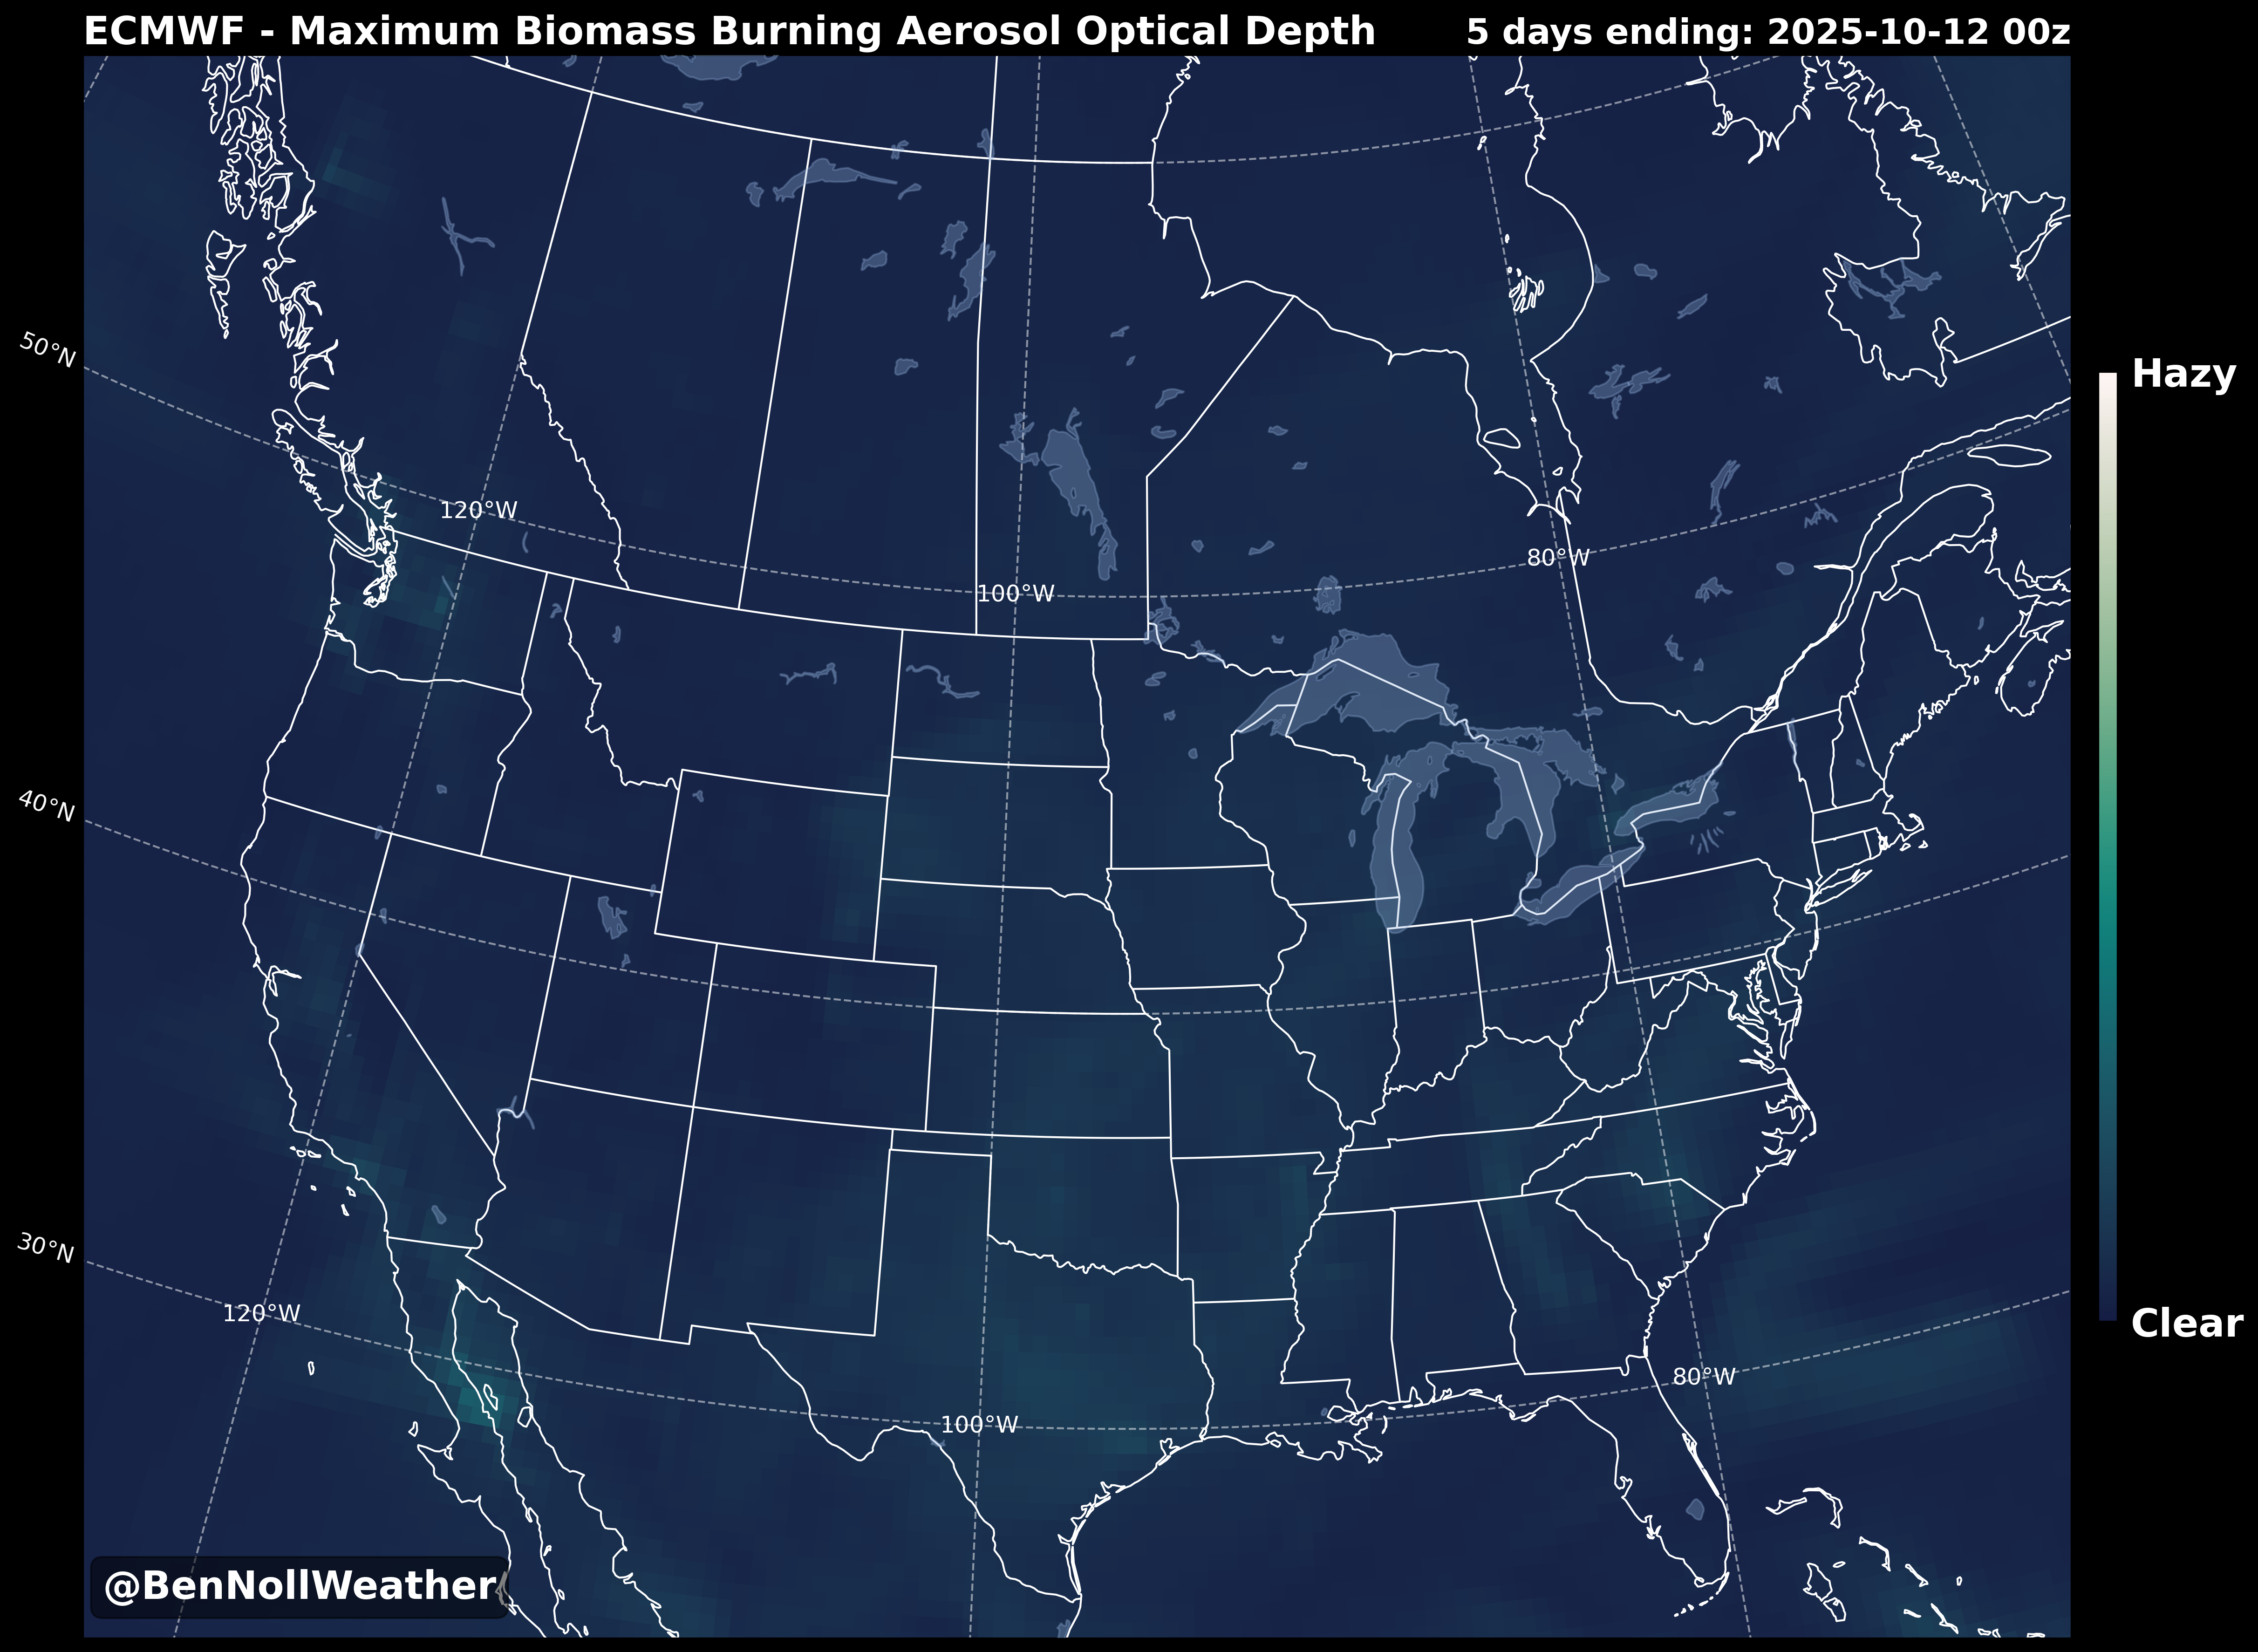 ECMWF - Maximum Biomass Burning Aerosol Optical Depth
5 days ending: 2025-10-12 00z
50°N
Hazy
120°W
80°W
100°W
40°N
30°N
120°W
Clear
80°W
100°W
@BenNollWeather